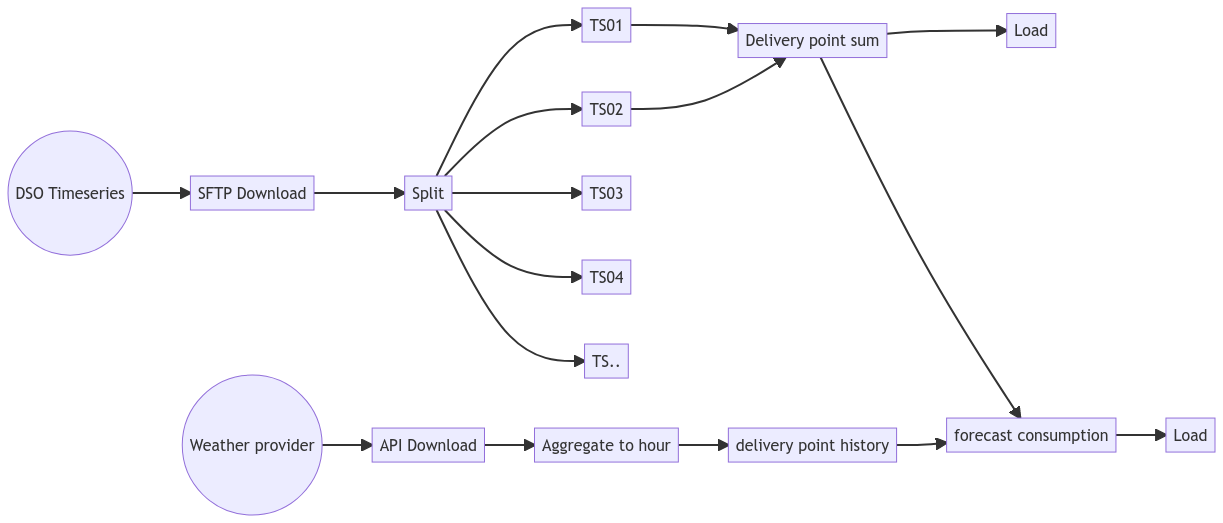 DSO Timeseries
SFTP Download
Split
TS01
TS02
TS03
TS04
TS..
Delivery point sum
Load
Weather provider
API Download
Aggregate to hour
delivery point history
forecast consumption
Load